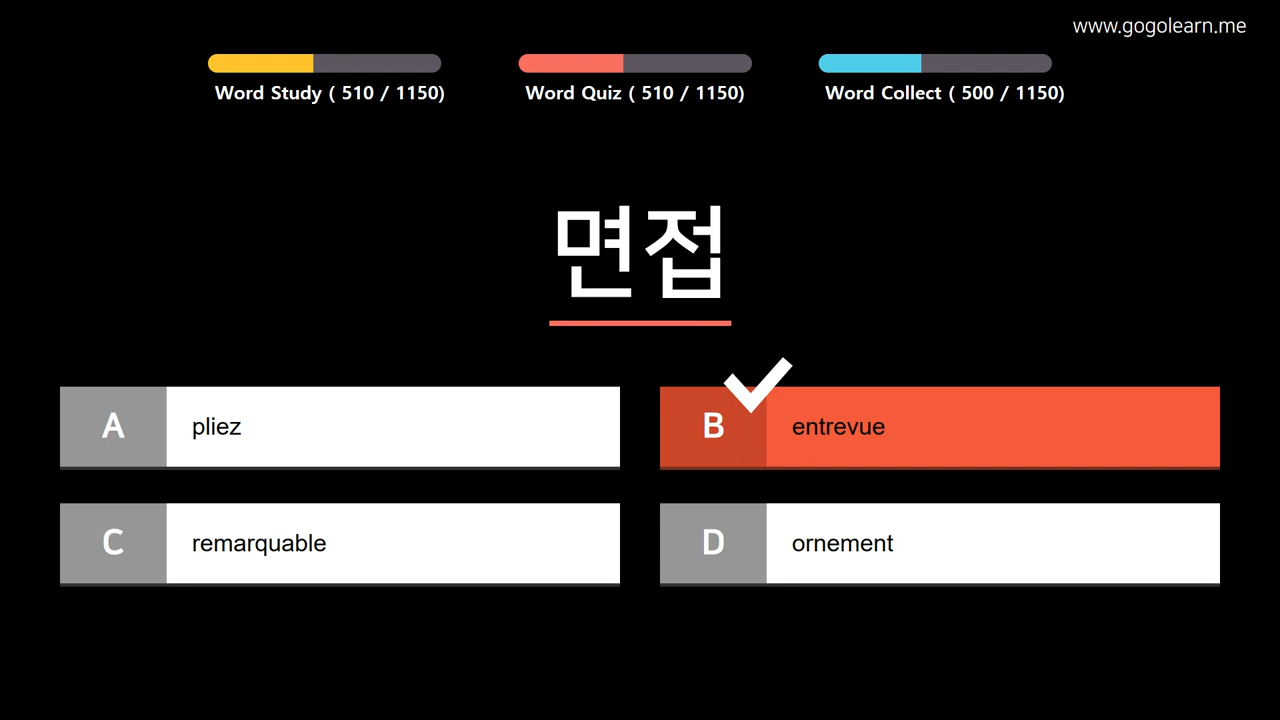 www.gogolearn.me
Word Study ( 510 / 1150)
Word Quiz ( 510 / 1150)
Word Collect ( 500 / 1150)
면접
A pliez
B entrevue
C remarquable
D ornement